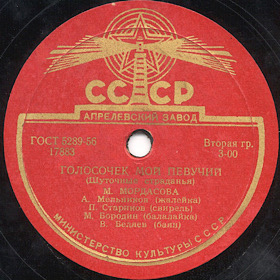 СССР
АПРЕЛЕВСКИЙ ЗАВОД
ГОСТ 5289-56
17883
Вторая гр.
3-00
ГОЛОСОЧЕК МОЙ ПЕВУЧИЙ
(Шуточные страданья)
М. МОРДАСОВА
А. Мельников (жалейка)
П. Стариков (свирель)
М. Бородин (балалайка)
В. Беляев (баян)
МИНИСТЕРСТВО КУЛЬТУРЫ СССР